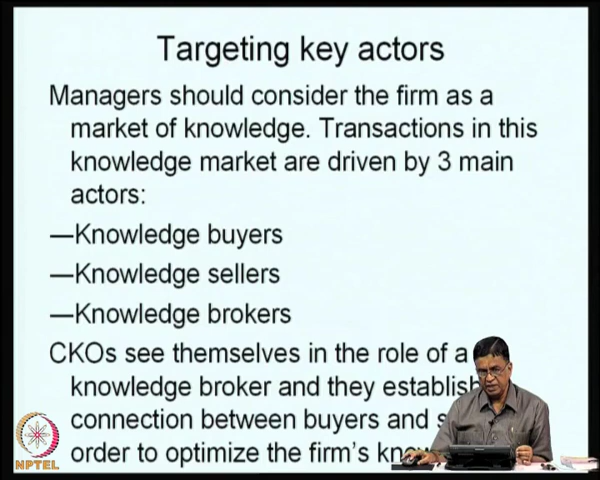 Targeting key actors
Managers should consider the firm as a
market of knowledge. Transactions in this
knowledge market are driven by 3 main
actors:
—Knowledge buyers
—Knowledge sellers
—Knowledge brokers
CKOs see themselves in the role of a
knowledge broker and they establish
connection between buyers and
order to optimize the firm's
NPTEL